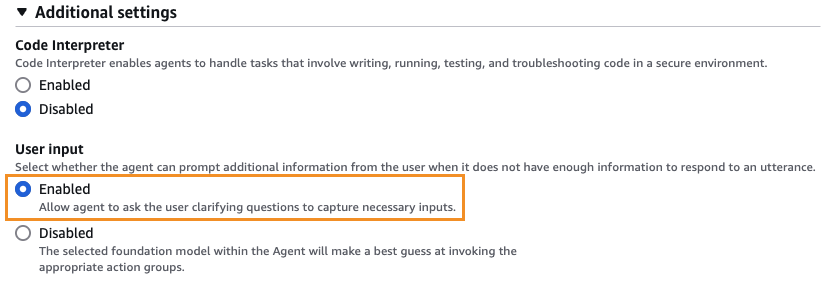 Additional settings
Code Interpreter
Code Interpreter enables agents to handle tasks that involve writing, running, testing, and troubleshooting code in a secure environment.
Enabled
Disabled
User input
Select whether the agent can prompt additional information from the user when it does not have enough information to respond to an utterance.
Enabled
Allow agent to ask the user clarifying questions to capture necessary inputs.
Disabled
The selected foundation model within the Agent will make a best guess at invoking the
appropriate action groups.